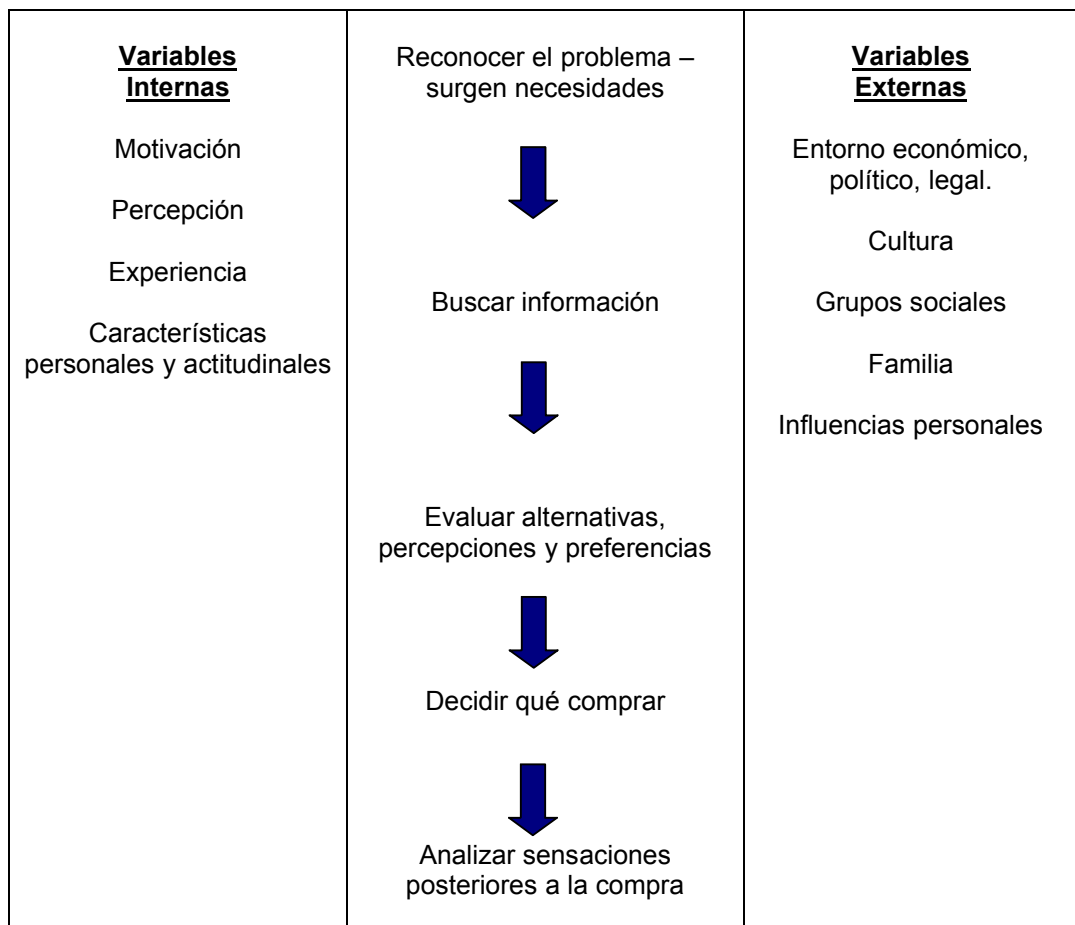 Variables
Internas
Motivación
Percepción
Experiencia
Característícas
personales y actitudinales
Reconocer el problema –
surgen necesidades
Buscar información
Evaluar alternativas,
percepciones y preferencias
Decidir qué comprar
Analizar sensaciones
posteriores a la compra
Variables
Externas
Entorno económico,
político, legal.
Cultura
Grupos sociales
Familia
Influencias personales